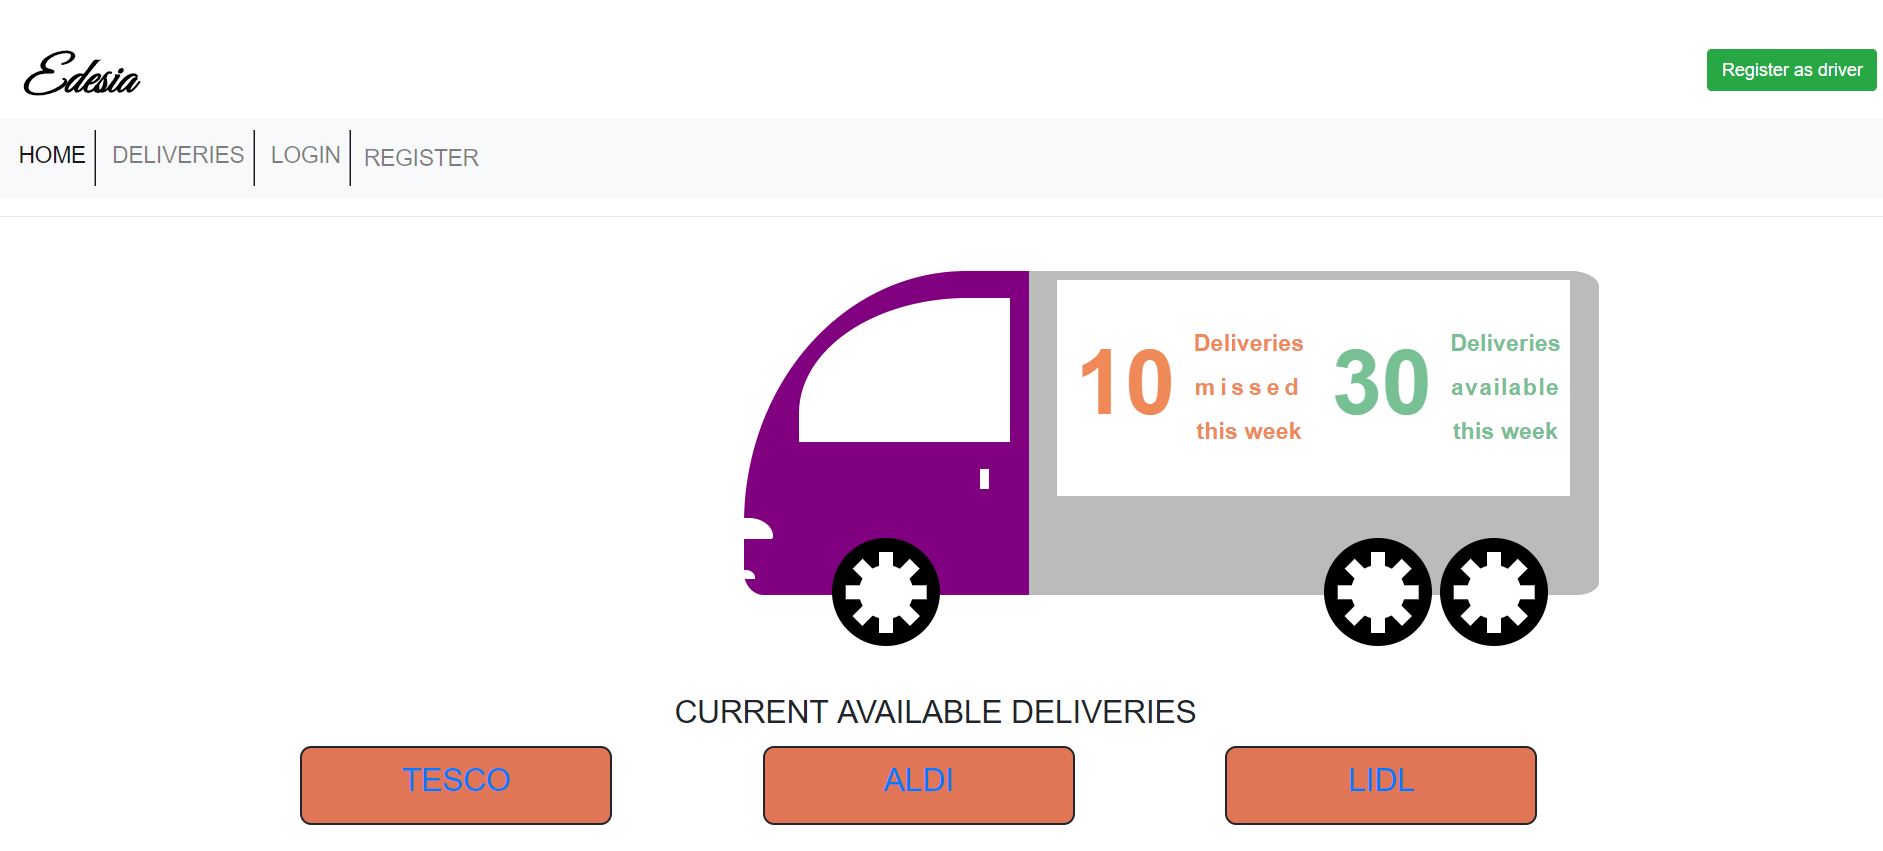 Edesia
Register as driver
HOME
DELIVERIES
LOGIN
REGISTER
10
Deliveries
missed
this week
30
Deliveries
available
this week
CURRENT AVAILABLE DELIVERIES
TESCO
ALDI
LIDL